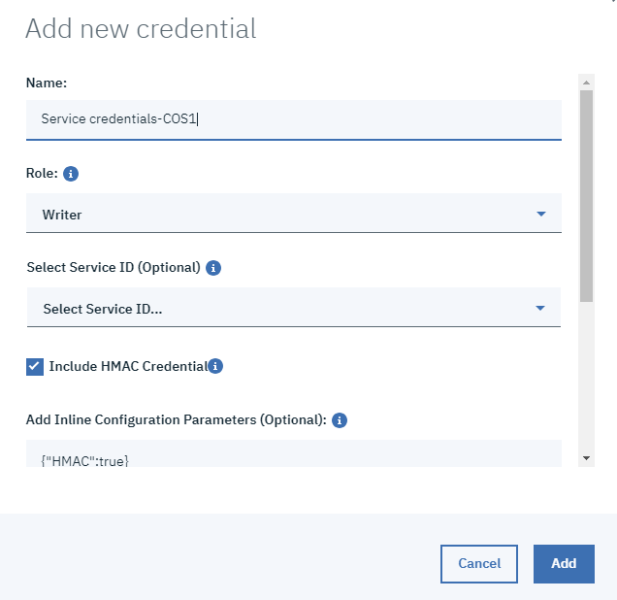 Add new credential
Name:
Service credentials-COS1
Role:
Writer
Select Service ID (Optional)
Select Service ID...
Include HMAC Credential
Add Inline Configuration Parameters (Optional):
{"HMAC":true}
Cancel
Add